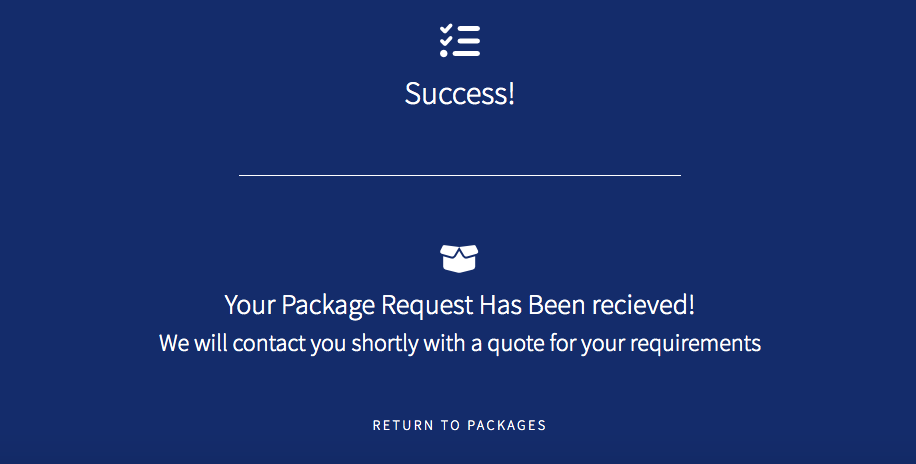 Success!
Your Package Request Has Been recieved!
We will contact you shortly with a quote for your requirements
RETURN TO PACKAGES